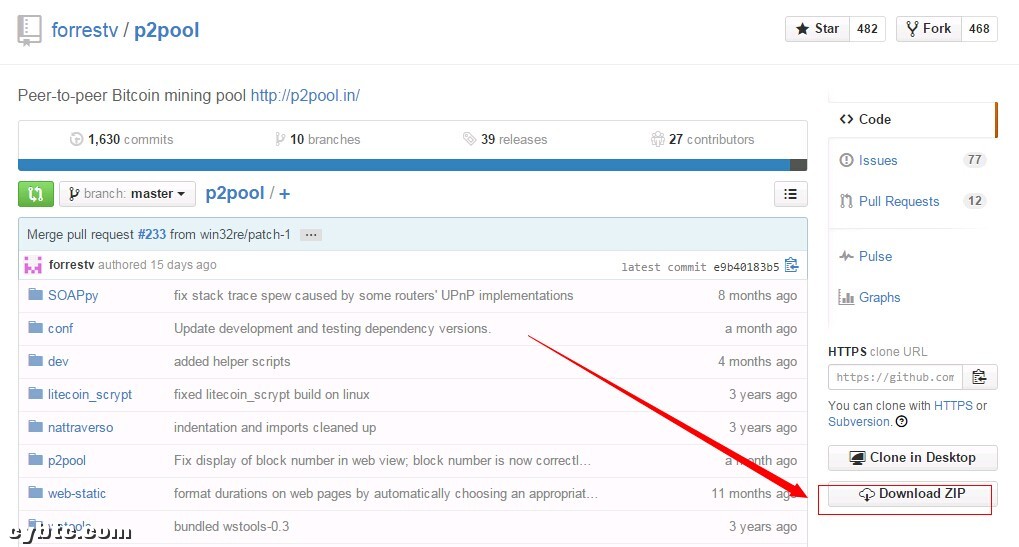 forrestv / p2pool
Star 482 Fork 468
Peer-to-peer Bitcoin mining pool http://p2pool.in/
1,630 commits 10 branches 39 releases 27 contributors
branch: master p2pool / +
Merge pull request #233 from win32re/patch-1 ...
forrestv authored 15 days ago latest commit e9b40183b5
SOAPpy fix stack trace spew caused by some routers' UPnP implementations 8 months ago
conf Update development and testing dependency versions. a month ago
dev added helper scripts 4 months ago
litecoin_scrypt fixed litecoin_scrypt build on linux 3 years ago
nattraverso indentation and imports cleaned up 3 years ago
p2pool Fix display of block number in web view; block number is now correctl... a month ago
web-static format durations on web pages by automatically choosing an appropriat... 11 months ago
wstools bundled wstools-0.3 3 years ago
cybtc.com
Code
Issues 77
Pull Requests 12
Pulse
Graphs
HTTPS clone URL
https://github.com
You can clone with HTTPS or
Subversion.
Clone in Desktop
Download ZIP